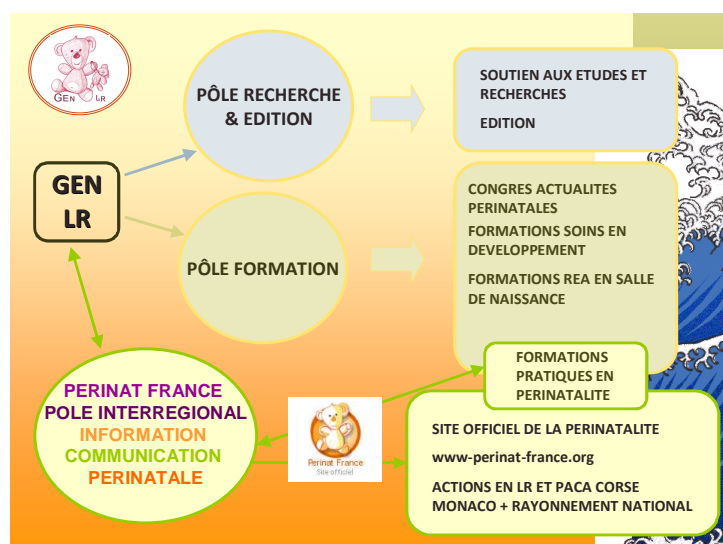 GEN LR
PÔLE RECHERCHE
& EDITION
SOUTIEN AUX ETUDES ET
RECHERCHES
EDITION
GEN
LR
PÔLE FORMATION
CONGRES ACTUALITES
PERINATALES
FORMATIONS SOINS EN
DEVELOPPEMENT
FORMATIONS REA EN SALLE
DE NAISSANCE
FORMATIONS
PRATIQUES EN
PERINATALITE
PERINAT FRANCE
POLE INTERREGIONAL
INFORMATION
COMMUNICATION
PERINATALE
Perinat France
Site officiel
SITE OFFICIEL DE LA PERINATALITE
www-perinat-france.org
ACTIONS EN LR ET PACA CORSE
MONACO + RAYONNEMENT NATIONAL